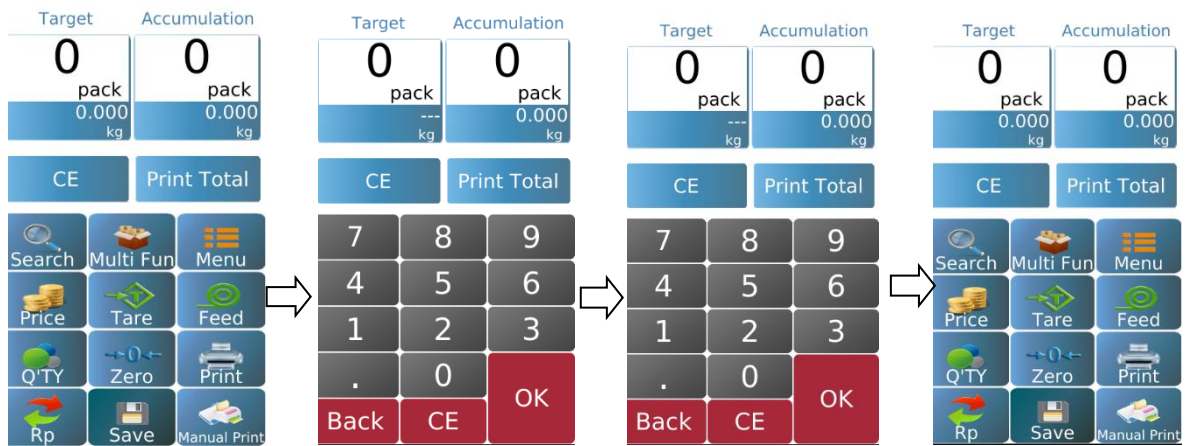 Target Accumulation
0 0
pack pack
0.000 0.000
kg kg
CE Print Total
Search Multi Fun Menu
Price Tare Feed
Q'TY Zero Print
Rp Save Manual Print
Target Accumulation
0 0
pack pack
--- 0.000
kg kg
CE Print Total
7 8 9
4 5 6
1 2 3
. 0
OK
Back CE
Target Accumulation
0 0
pack pack
--- 0.000
kg kg
CE Print Total
7 8 9
4 5 6
1 2 3
. 0
OK
Back CE
Target Accumulation
0 0
pack pack
0.000 0.000
kg kg
CE Print Total
Search Multi Fun Menu
Price Tare Feed
Q'TY Zero Print
Rp Save Manual Print